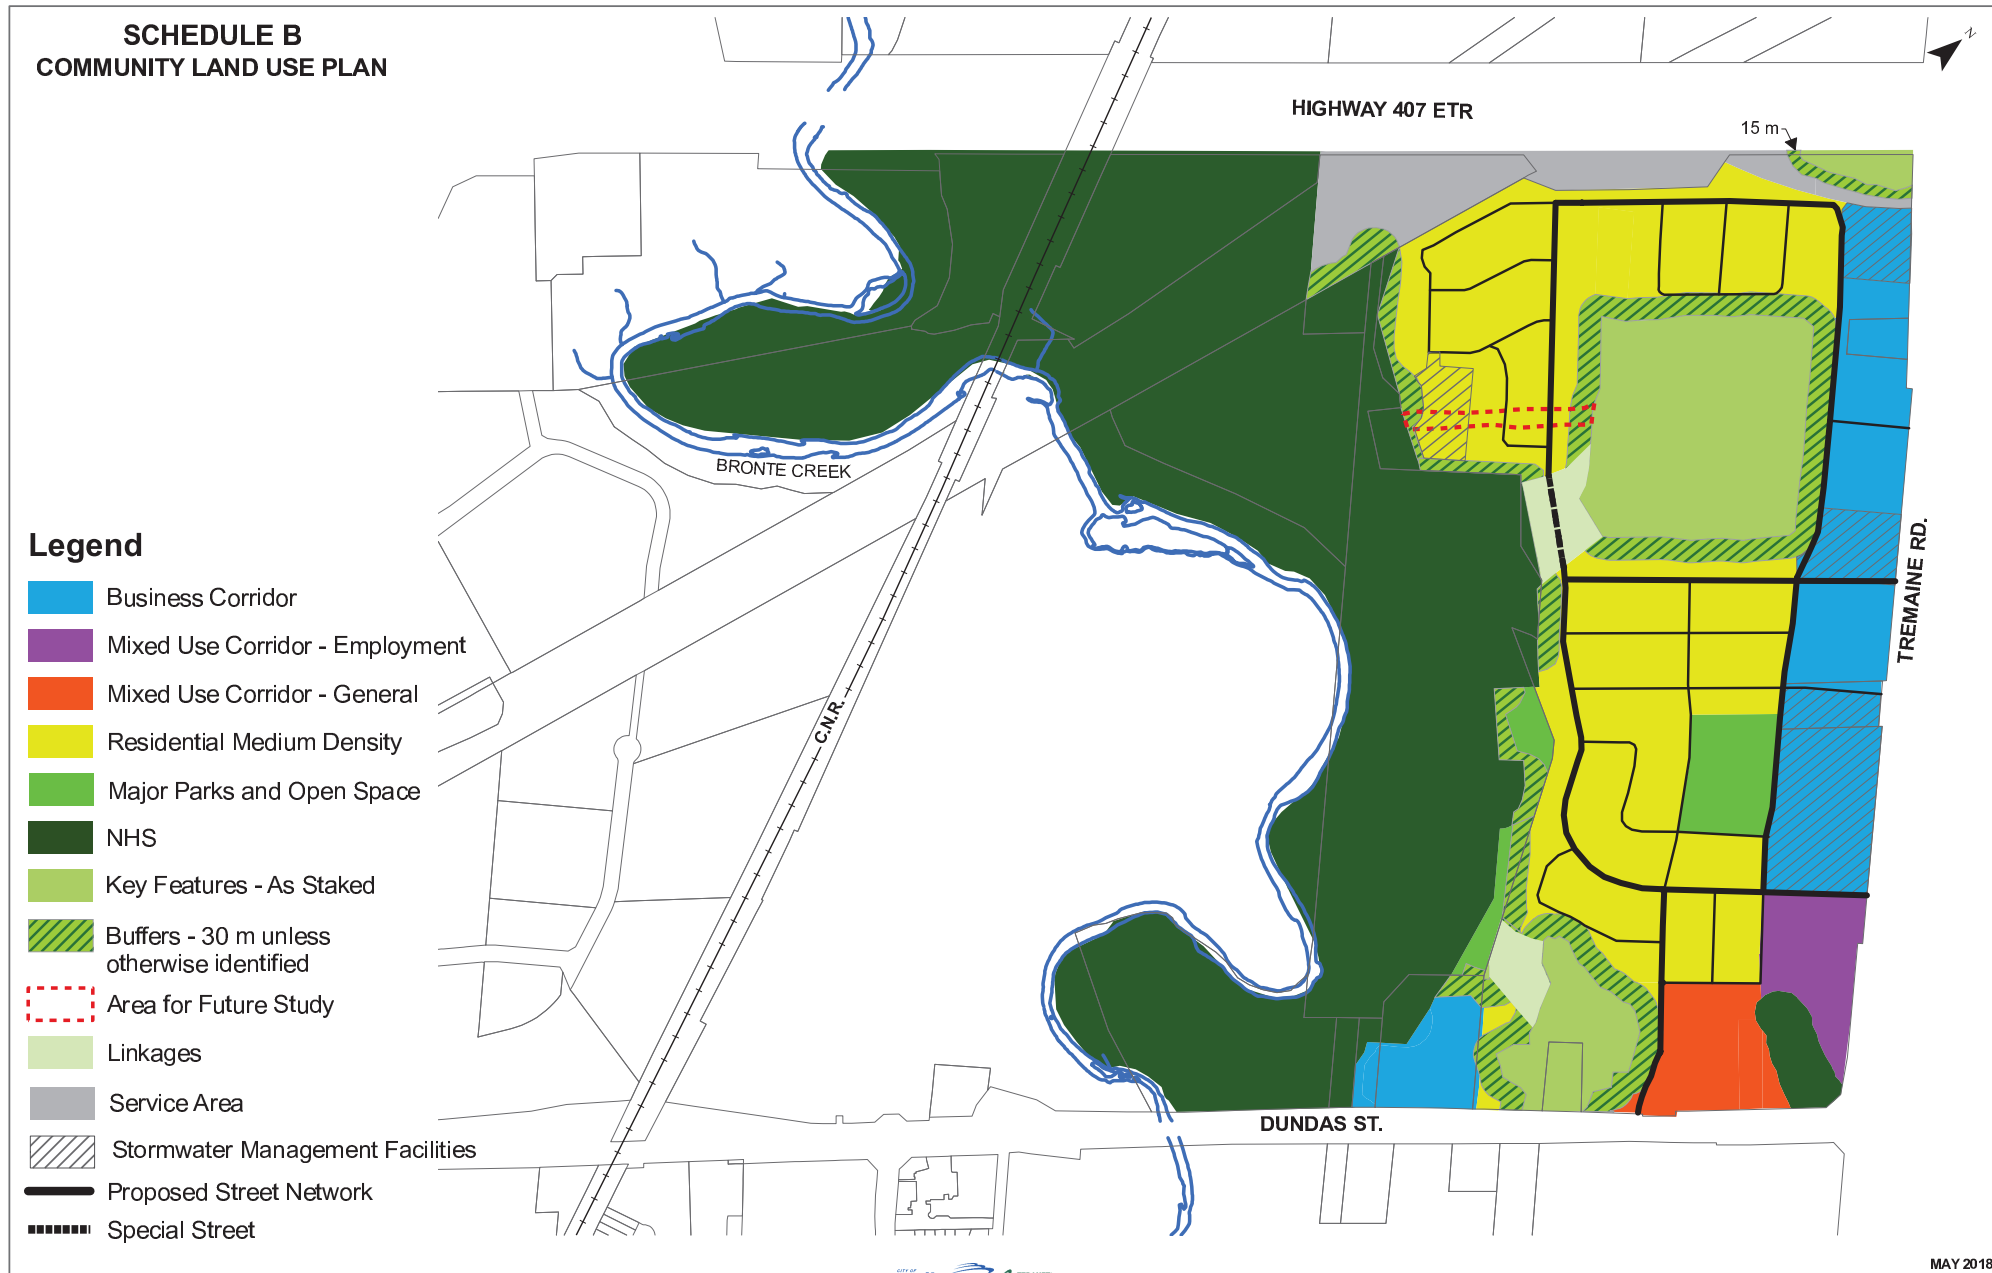 SCHEDULE B
COMMUNITY LAND USE PLAN
N
HIGHWAY 407 ETR
15 m
BRONTE CREEK
TREMAINE RD.
C.N.R.
DUNDAS ST.
Legend
Business Corridor
Mixed Use Corridor - Employment
Mixed Use Corridor - General
Residential Medium Density
Major Parks and Open Space
NHS
Key Features - As Staked
Buffers - 30 m unless
otherwise identified
Area for Future Study
Linkages
Service Area
Stormwater Management Facilities
Proposed Street Network
Special Street
CITY OF
MAY 2018